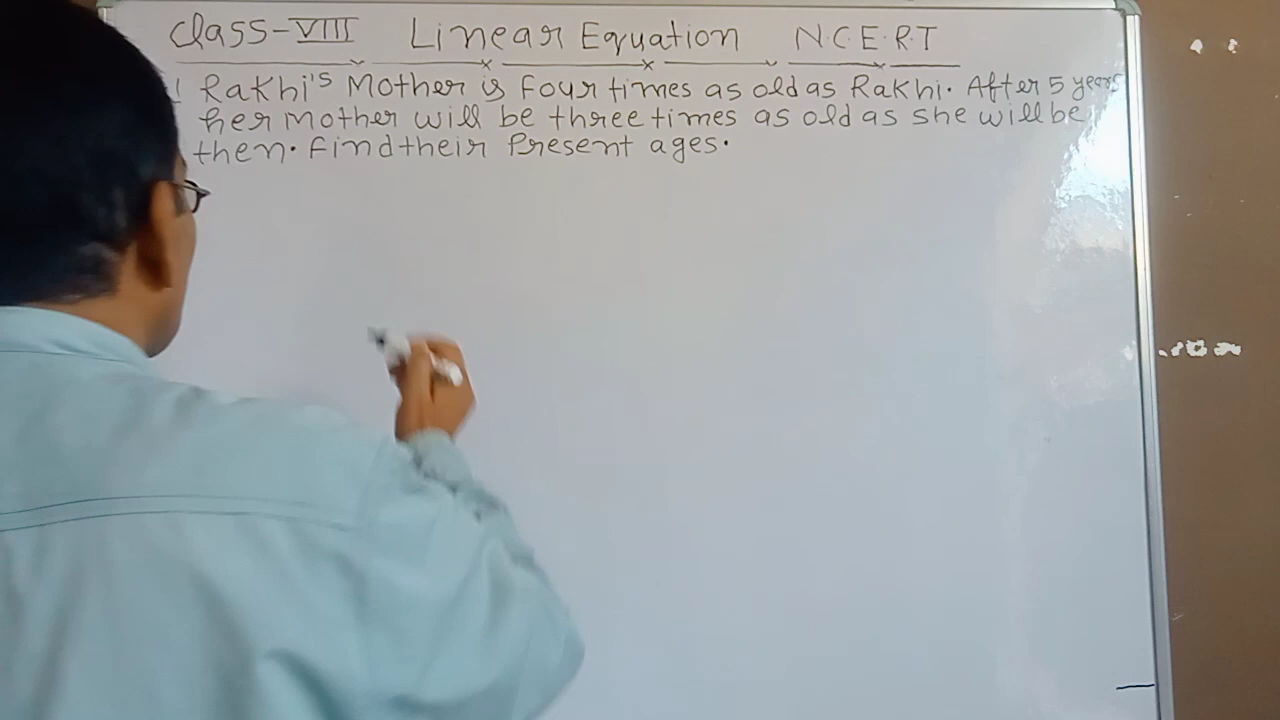 Class-VIII Linear Equation N.C.E.R.T
Rakhi's Mother is four times as old as Rakhi. After 5 years
her mother will be three times as old as she will be
then. Find their Present ages.